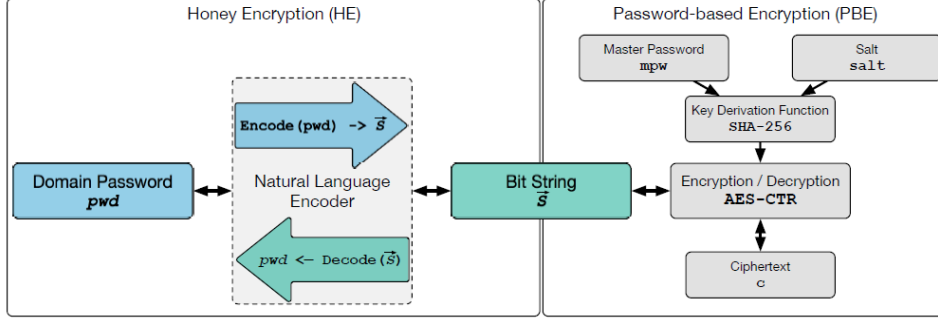 Honey Encryption (HE)
Encode(pwd) -> s⃗
Domain Password
pwd
Natural Language
Encoder
Bit String
s⃗
pwd <- Decode(s⃗)
Password-based Encryption (PBE)
Master Password
mpw
Salt
salt
Key Derivation Function
SHA-256
Encryption / Decryption
AES-CTR
Ciphertext
c